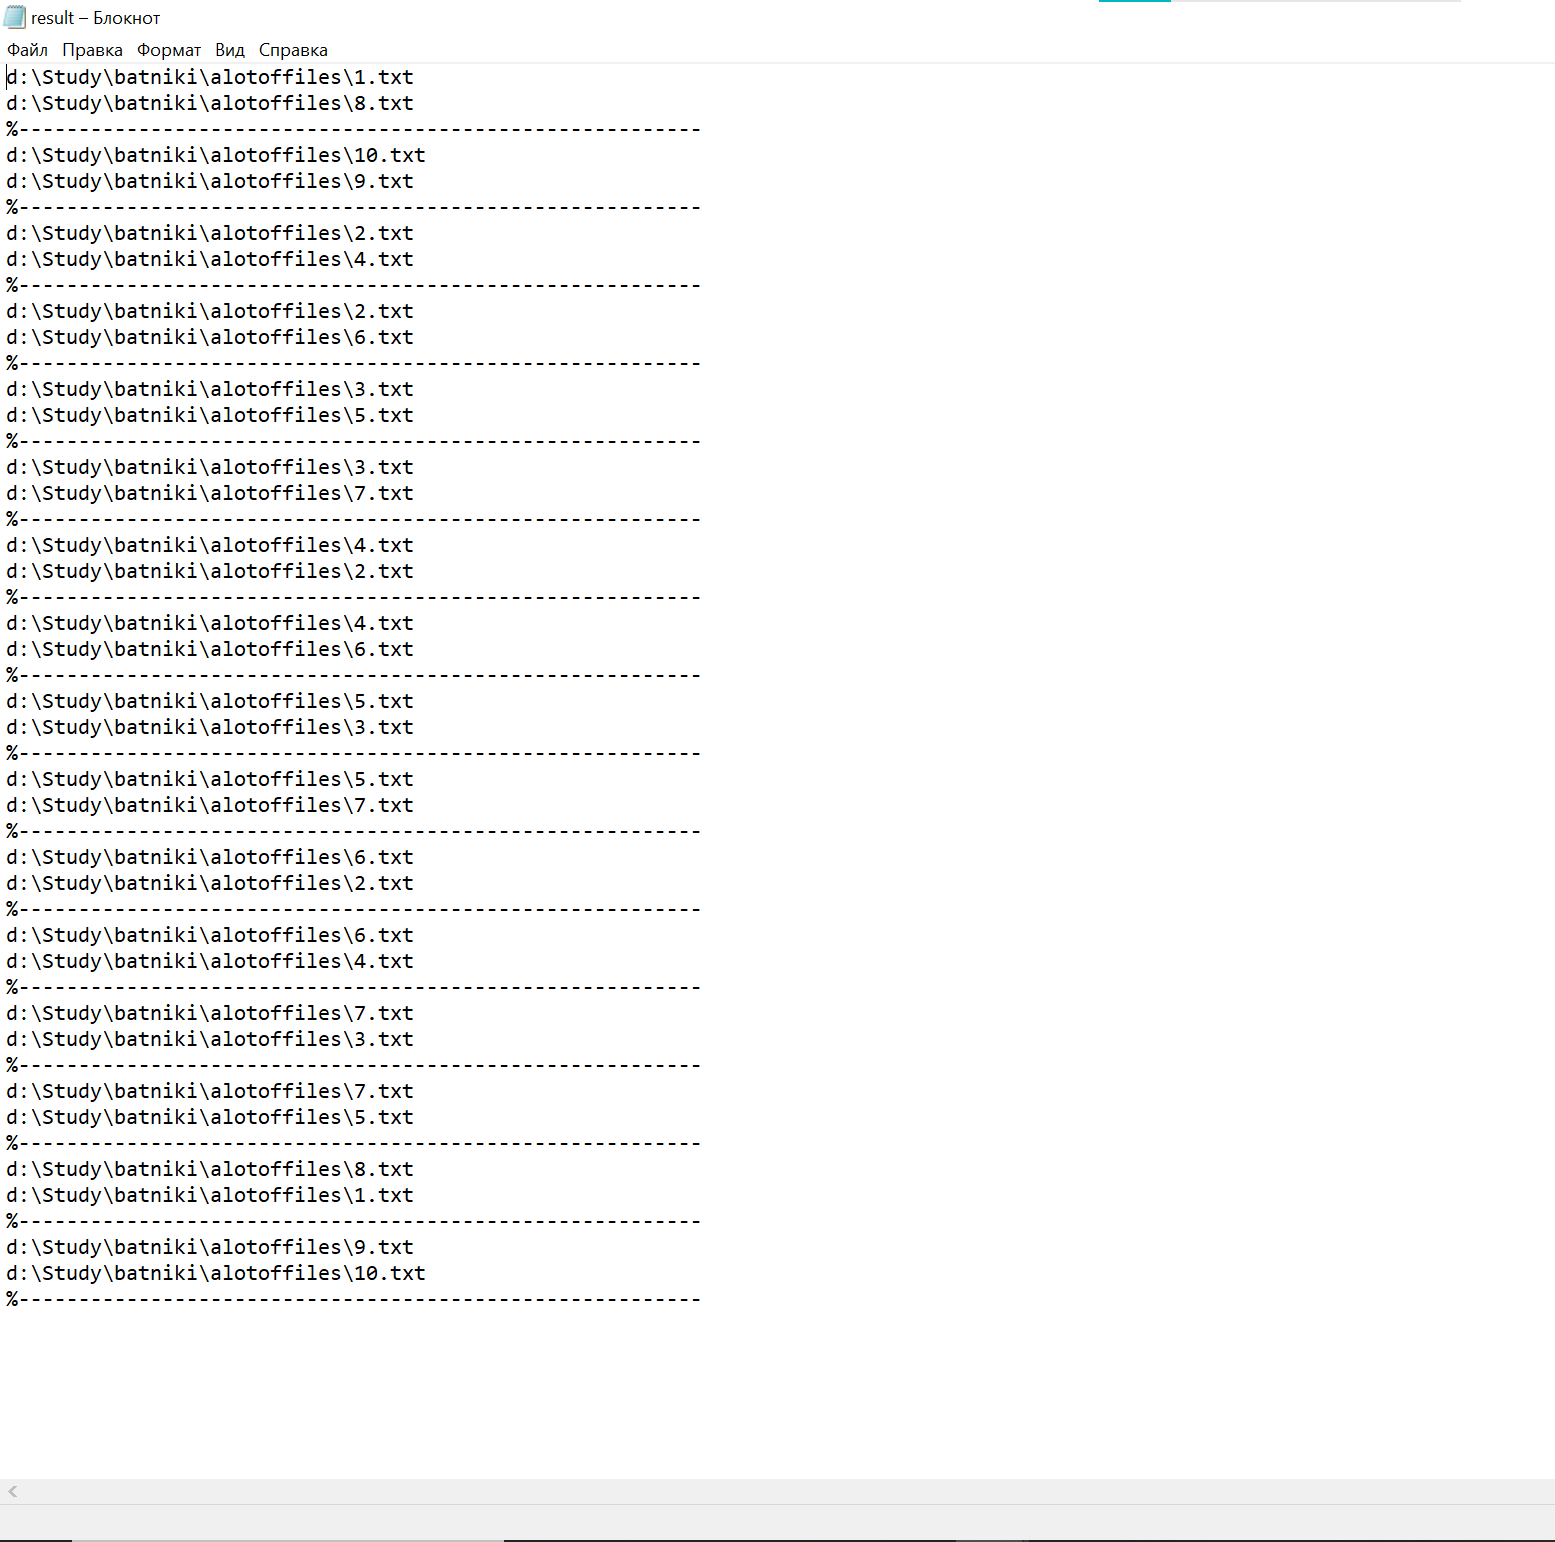 result – Блокнот
Файл Правка Формат Вид Справка
d:\Study\batniki\alotoffiles\1.txt
d:\Study\batniki\alotoffiles\8.txt
%---------------------------------------------------------
d:\Study\batniki\alotoffiles\10.txt
d:\Study\batniki\alotoffiles\9.txt
%---------------------------------------------------------
d:\Study\batniki\alotoffiles\2.txt
d:\Study\batniki\alotoffiles\4.txt
%---------------------------------------------------------
d:\Study\batniki\alotoffiles\2.txt
d:\Study\batniki\alotoffiles\6.txt
%---------------------------------------------------------
d:\Study\batniki\alotoffiles\3.txt
d:\Study\batniki\alotoffiles\5.txt
%---------------------------------------------------------
d:\Study\batniki\alotoffiles\3.txt
d:\Study\batniki\alotoffiles\7.txt
%---------------------------------------------------------
d:\Study\batniki\alotoffiles\4.txt
d:\Study\batniki\alotoffiles\2.txt
%---------------------------------------------------------
d:\Study\batniki\alotoffiles\4.txt
d:\Study\batniki\alotoffiles\6.txt
%---------------------------------------------------------
d:\Study\batniki\alotoffiles\5.txt
d:\Study\batniki\alotoffiles\3.txt
%---------------------------------------------------------
d:\Study\batniki\alotoffiles\5.txt
d:\Study\batniki\alotoffiles\7.txt
%---------------------------------------------------------
d:\Study\batniki\alotoffiles\6.txt
d:\Study\batniki\alotoffiles\2.txt
%---------------------------------------------------------
d:\Study\batniki\alotoffiles\6.txt
d:\Study\batniki\alotoffiles\4.txt
%---------------------------------------------------------
d:\Study\batniki\alotoffiles\7.txt
d:\Study\batniki\alotoffiles\3.txt
%---------------------------------------------------------
d:\Study\batniki\alotoffiles\7.txt
d:\Study\batniki\alotoffiles\5.txt
%---------------------------------------------------------
d:\Study\batniki\alotoffiles\8.txt
d:\Study\batniki\alotoffiles\1.txt
%---------------------------------------------------------
d:\Study\batniki\alotoffiles\9.txt
d:\Study\batniki\alotoffiles\10.txt
%---------------------------------------------------------